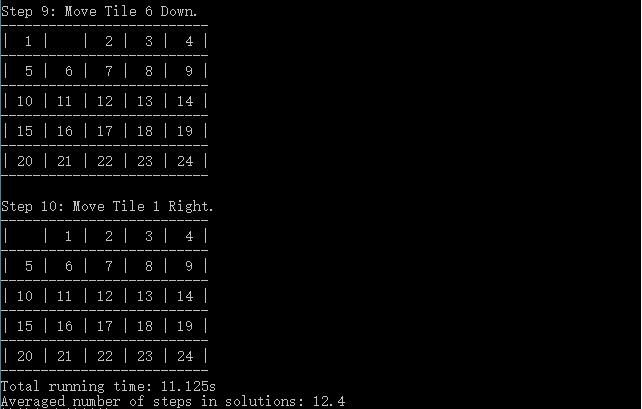 Step 9: Move Tile 6 Down.
------------------------------
|  1 |    |  2 |  3 |  4 |
------------------------------
|  5 |  6 |  7 |  8 |  9 |
------------------------------
| 10 | 11 | 12 | 13 | 14 |
------------------------------
| 15 | 16 | 17 | 18 | 19 |
------------------------------
| 20 | 21 | 22 | 23 | 24 |
------------------------------
Step 10: Move Tile 1 Right.
------------------------------
|    |  1 |  2 |  3 |  4 |
------------------------------
|  5 |  6 |  7 |  8 |  9 |
------------------------------
| 10 | 11 | 12 | 13 | 14 |
------------------------------
| 15 | 16 | 17 | 18 | 19 |
------------------------------
| 20 | 21 | 22 | 23 | 24 |
------------------------------
Total running time: 11.125s
Averaged number of steps in solutions: 12.4